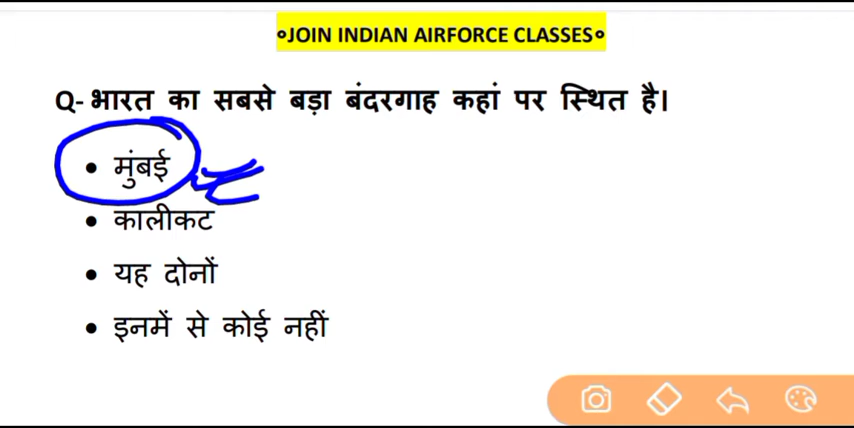 ∘JOIN INDIAN AIRFORCE CLASSES∘
Q- भारत का सबसे बड़ा बंदरगाह कहां पर स्थित है।
• मुंबई
• कालीकट
• यह दोनों
• इनमें से कोई नहीं